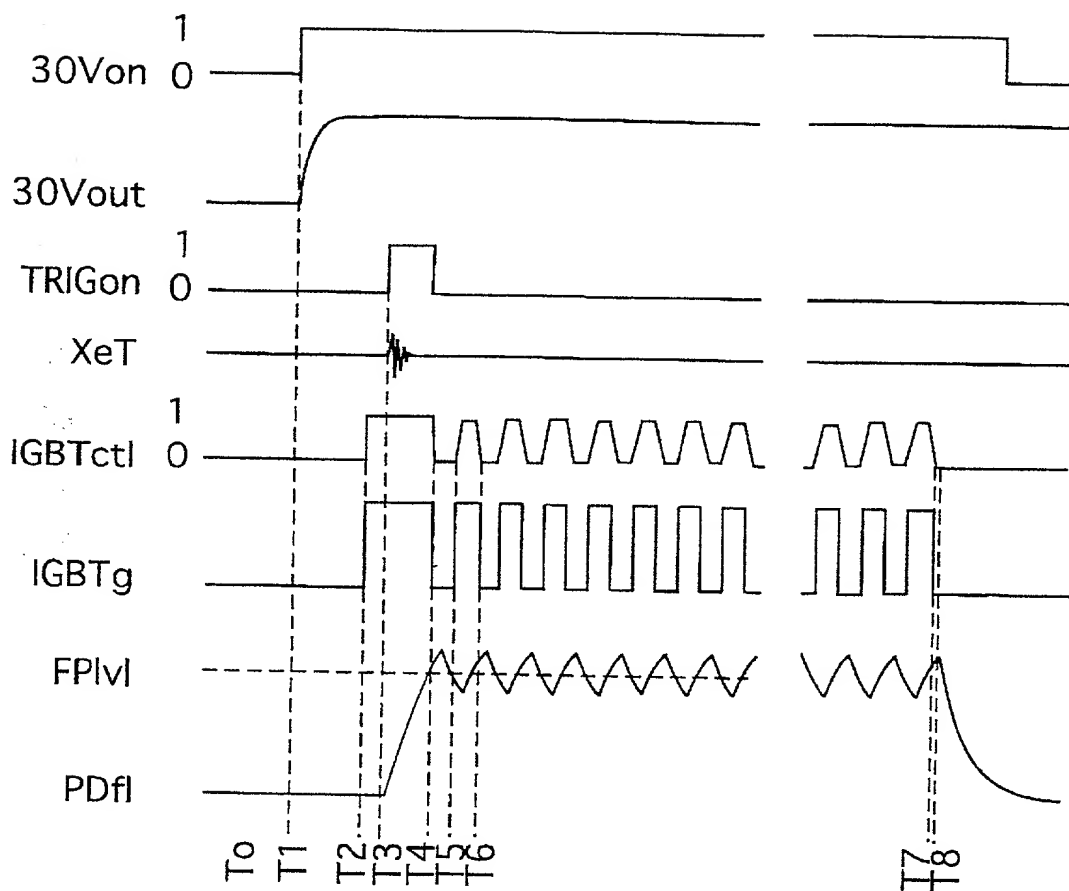 1
30Von 0
30Vout
1
TRIGon 0
XeT
1
IGBTctl 0
IGBTg
FPlvl
PDfl
To T1 T2 T3 T4 T5 T6 T7 T8